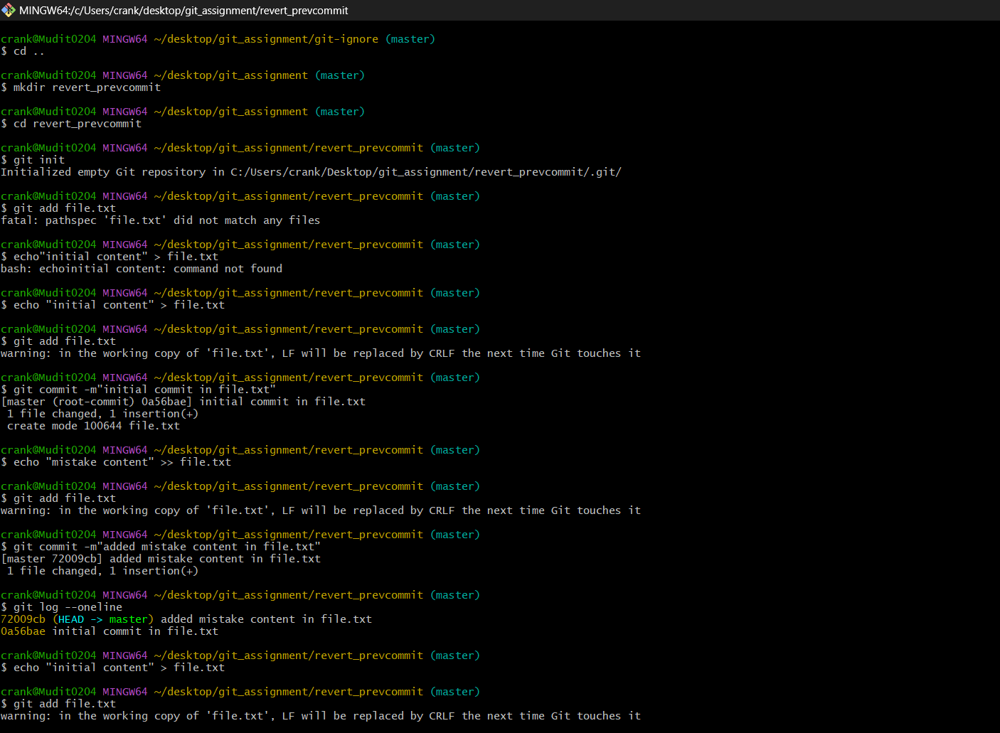 MINGW64:/c/Users/crank/desktop/git_assignment/revert_prevcommit
crank@Mudit0204 MINGW64 ~/desktop/git_assignment/git-ignore (master)
$ cd ..
crank@Mudit0204 MINGW64 ~/desktop/git_assignment (master)
$ mkdir revert_prevcommit
crank@Mudit0204 MINGW64 ~/desktop/git_assignment (master)
$ cd revert_prevcommit
crank@Mudit0204 MINGW64 ~/desktop/git_assignment/revert_prevcommit (master)
$ git init
Initialized empty Git repository in C:/Users/crank/Desktop/git_assignment/revert_prevcommit/.git/
crank@Mudit0204 MINGW64 ~/desktop/git_assignment/revert_prevcommit (master)
$ git add file.txt
fatal: pathspec 'file.txt' did not match any files
crank@Mudit0204 MINGW64 ~/desktop/git_assignment/revert_prevcommit (master)
$ echo"initial content" > file.txt
bash: echoinitial content: command not found
crank@Mudit0204 MINGW64 ~/desktop/git_assignment/revert_prevcommit (master)
$ echo "initial content" > file.txt
crank@Mudit0204 MINGW64 ~/desktop/git_assignment/revert_prevcommit (master)
$ git add file.txt
warning: in the working copy of 'file.txt', LF will be replaced by CRLF the next time Git touches it
crank@Mudit0204 MINGW64 ~/desktop/git_assignment/revert_prevcommit (master)
$ git commit -m"initial commit in file.txt"
[master (root-commit) 0a56bae] initial commit in file.txt
1 file changed, 1 insertion(+)
create mode 100644 file.txt
crank@Mudit0204 MINGW64 ~/desktop/git_assignment/revert_prevcommit (master)
$ echo "mistake content" >> file.txt
crank@Mudit0204 MINGW64 ~/desktop/git_assignment/revert_prevcommit (master)
$ git add file.txt
warning: in the working copy of 'file.txt', LF will be replaced by CRLF the next time Git touches it
crank@Mudit0204 MINGW64 ~/desktop/git_assignment/revert_prevcommit (master)
$ git commit -m"added mistake content in file.txt"
[master 72009cb] added mistake content in file.txt
1 file changed, 1 insertion(+)
crank@Mudit0204 MINGW64 ~/desktop/git_assignment/revert_prevcommit (master)
$ git log --oneline
72009cb (HEAD -> master) added mistake content in file.txt
0a56bae initial commit in file.txt
crank@Mudit0204 MINGW64 ~/desktop/git_assignment/revert_prevcommit (master)
$ echo "initial content" > file.txt
crank@Mudit0204 MINGW64 ~/desktop/git_assignment/revert_prevcommit (master)
$ git add file.txt
warning: in the working copy of 'file.txt', LF will be replaced by CRLF the next time Git touches it